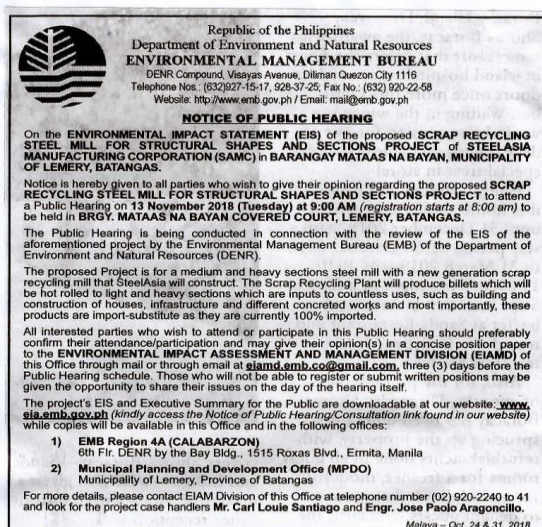 Republic of the Philippines
Department of Environment and Natural Resources
ENVIRONMENTAL MANAGEMENT BUREAU
DENR Compound, Visayas Avenue, Diliman Quezon City 1116
Telephone Nos.: (632)927-15-17, 928-37-25; Fax No.: (632) 920-22-58
Website: http://www.emb.gov.ph / Email: mail@emb.gov.ph
NOTICE OF PUBLIC HEARING
On the ENVIRONMENTAL IMPACT STATEMENT (EIS) of the proposed SCRAP RECYCLING
STEEL MILL FOR STRUCTURAL SHAPES AND SECTIONS PROJECT of STEELASIA
MANUFACTURING CORPORATION (SAMC) in BARANGAY MATAAS NA BAYAN, MUNICIPALITY
OF LEMERY, BATANGAS.
Notice is hereby given to all parties who wish to give their opinion regarding the proposed SCRAP
RECYCLING STEEL MILL FOR STRUCTURAL SHAPES AND SECTIONS PROJECT to attend
a Public Hearing on 13 November 2018 (Tuesday) at 9:00 AM (registration starts at 8:00 am) to
be held in BRGY. MATAAS NA BAYAN COVERED COURT, LEMERY, BATANGAS.
The Public Hearing is being conducted in connection with the review of the EIS of the
aforementioned project by the Environmental Management Bureau (EMB) of the Department of
Environment and Natural Resources (DENR).
The proposed Project is for a medium and heavy sections steel mill with a new generation scrap
recycling mill that SteelAsia will construct. The Scrap Recycling Plant will produce billets which will
be hot rolled to light and heavy sections which are inputs to countless uses, such as building and
construction of houses, infrastructure and different concreted works and most importantly, these
products are import-substitute as they are currently 100% imported.
All interested parties who wish to attend or participate in this Public Hearing should preferably
confirm their attendance/participation and may give their opinion(s) in a concise position paper
to the ENVIRONMENTAL IMPACT ASSESSMENT AND MANAGEMENT DIVISION (EIAMD) of
this Office through mail or through email at eiamd.emb.co@gmail.com, three (3) days before the
Public Hearing schedule. Those who will not be able to register or submit written positions may be
given the opportunity to share their issues on the day of the hearing itself.
The project's EIS and Executive Summary for the Public are downloadable at our website: www.
eia.emb.gov.ph (kindly access the Notice of Public Hearing/Consultation link found in our website)
while copies will be available in this Office and in the following offices:
1) EMB Region 4A (CALABARZON)
6th Flr. DENR by the Bay Bldg., 1515 Roxas Blvd., Ermita, Manila
2) Municipal Planning and Development Office (MPDO)
Municipality of Lemery, Province of Batangas
For more details, please contact EIAM Division of this Office at telephone number (02) 920-2240 to 41
and look for the project case handlers Mr. Carl Louie Santiago and Engr. Jose Paolo Aragoncillo.
Malaya – Oct. 24 & 31, 2018